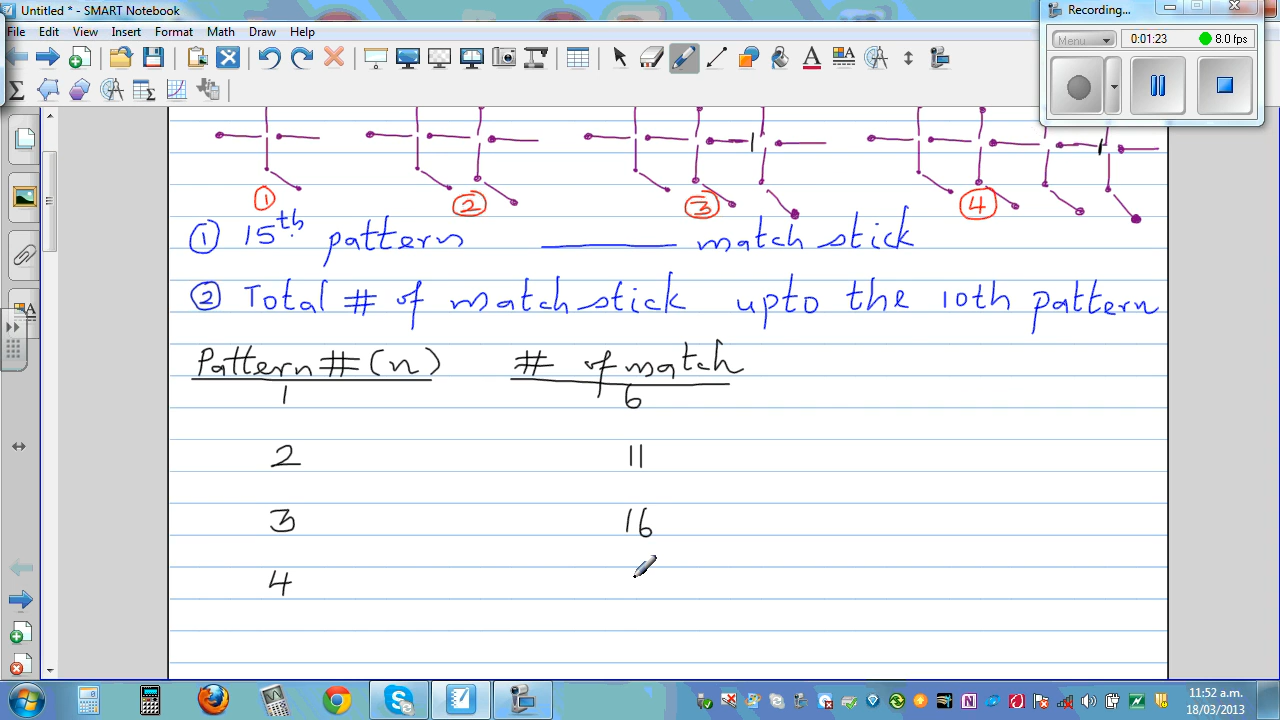 Untitled * - SMART Notebook
Recording...
File Edit View Insert Format Math Draw Help
Menu 0:01:23 8.0 fps
1 2 3 4
① 15th pattern ______ match stick
② Total # of match stick upto the 10th pattern
Pattern # (n) # of match
1 6
2 11
3 16
4
11:52 a.m.
18/03/2013